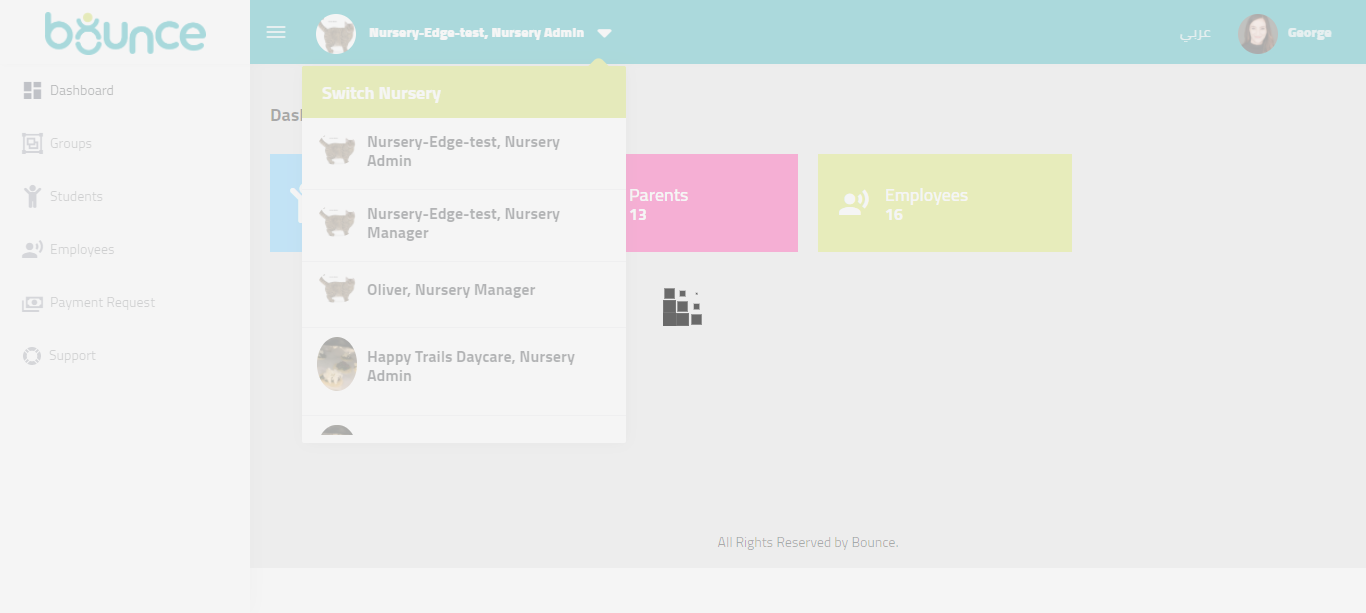 bounce
Nursery-Edge-test, Nursery Admin
عربي
George
Dashboard
Groups
Students
Employees
Payment Request
Support
Switch Nursery
Nursery-Edge-test, Nursery
Admin
Nursery-Edge-test, Nursery
Manager
Oliver, Nursery Manager
Happy Trails Daycare, Nursery
Admin
Das
Parents
13
Employees
16
All Rights Reserved by Bounce.